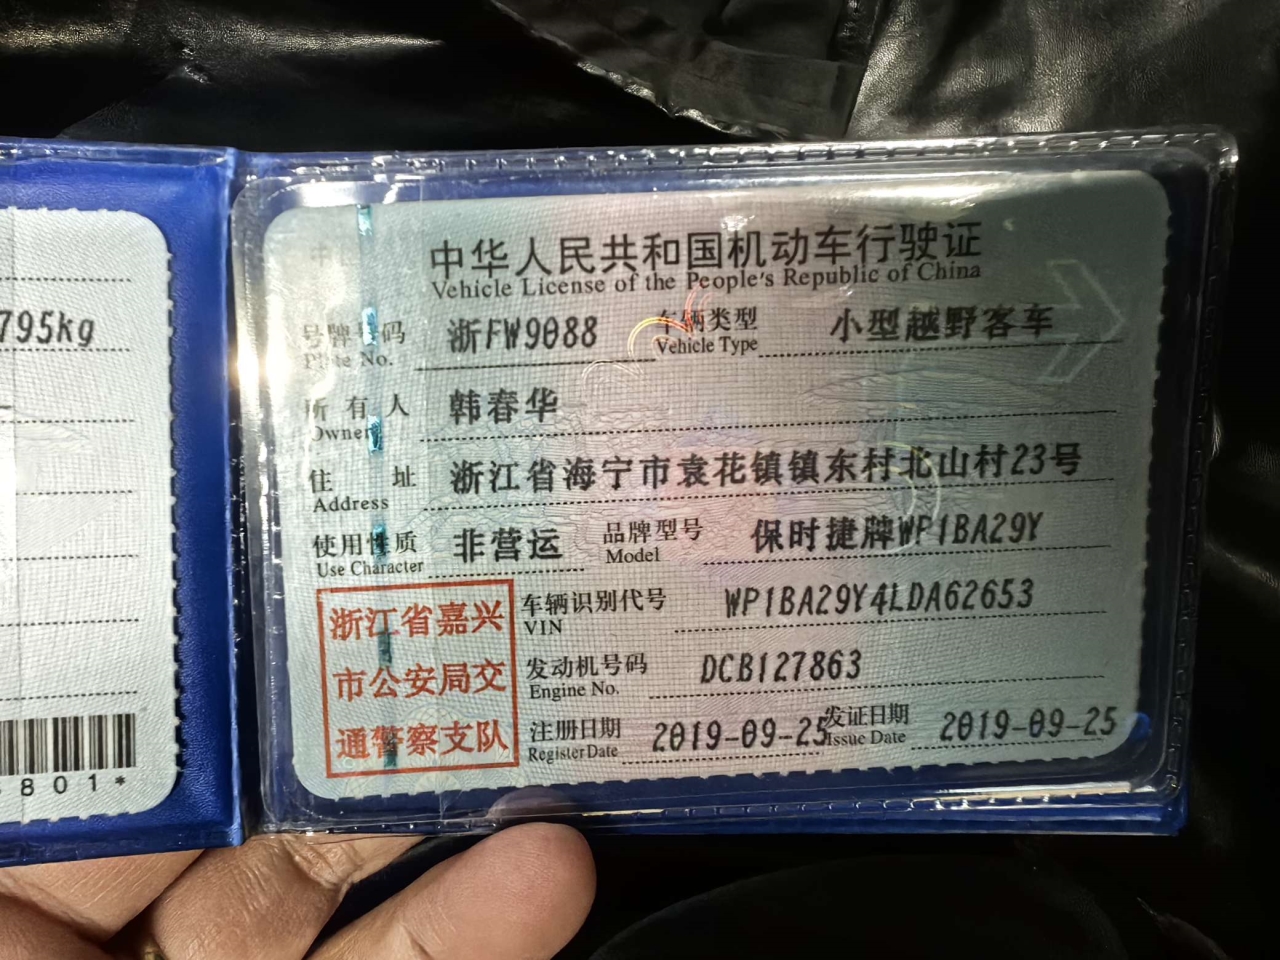 795kg
801*
中华人民共和国机动车行驶证
Vehicle License of the People's Republic of China
号牌号码 浙FW9088 车辆类型 小型越野客车
Plate No. Vehicle Type
所有人 韩春华
Owner
住址 浙江省海宁市袁花镇镇东村北山村23号
Address
使用性质 非营运 品牌型号 保时捷牌WP1BA29Y
Use Character Model
浙江省嘉兴
市公安局交
通警察支队
车辆识别代号 WP1BA29Y4LDA62653
VIN
发动机号码 DCB127863
Engine No.
注册日期 2019-09-25 发证日期 2019-09-25
Register Date Issue Date